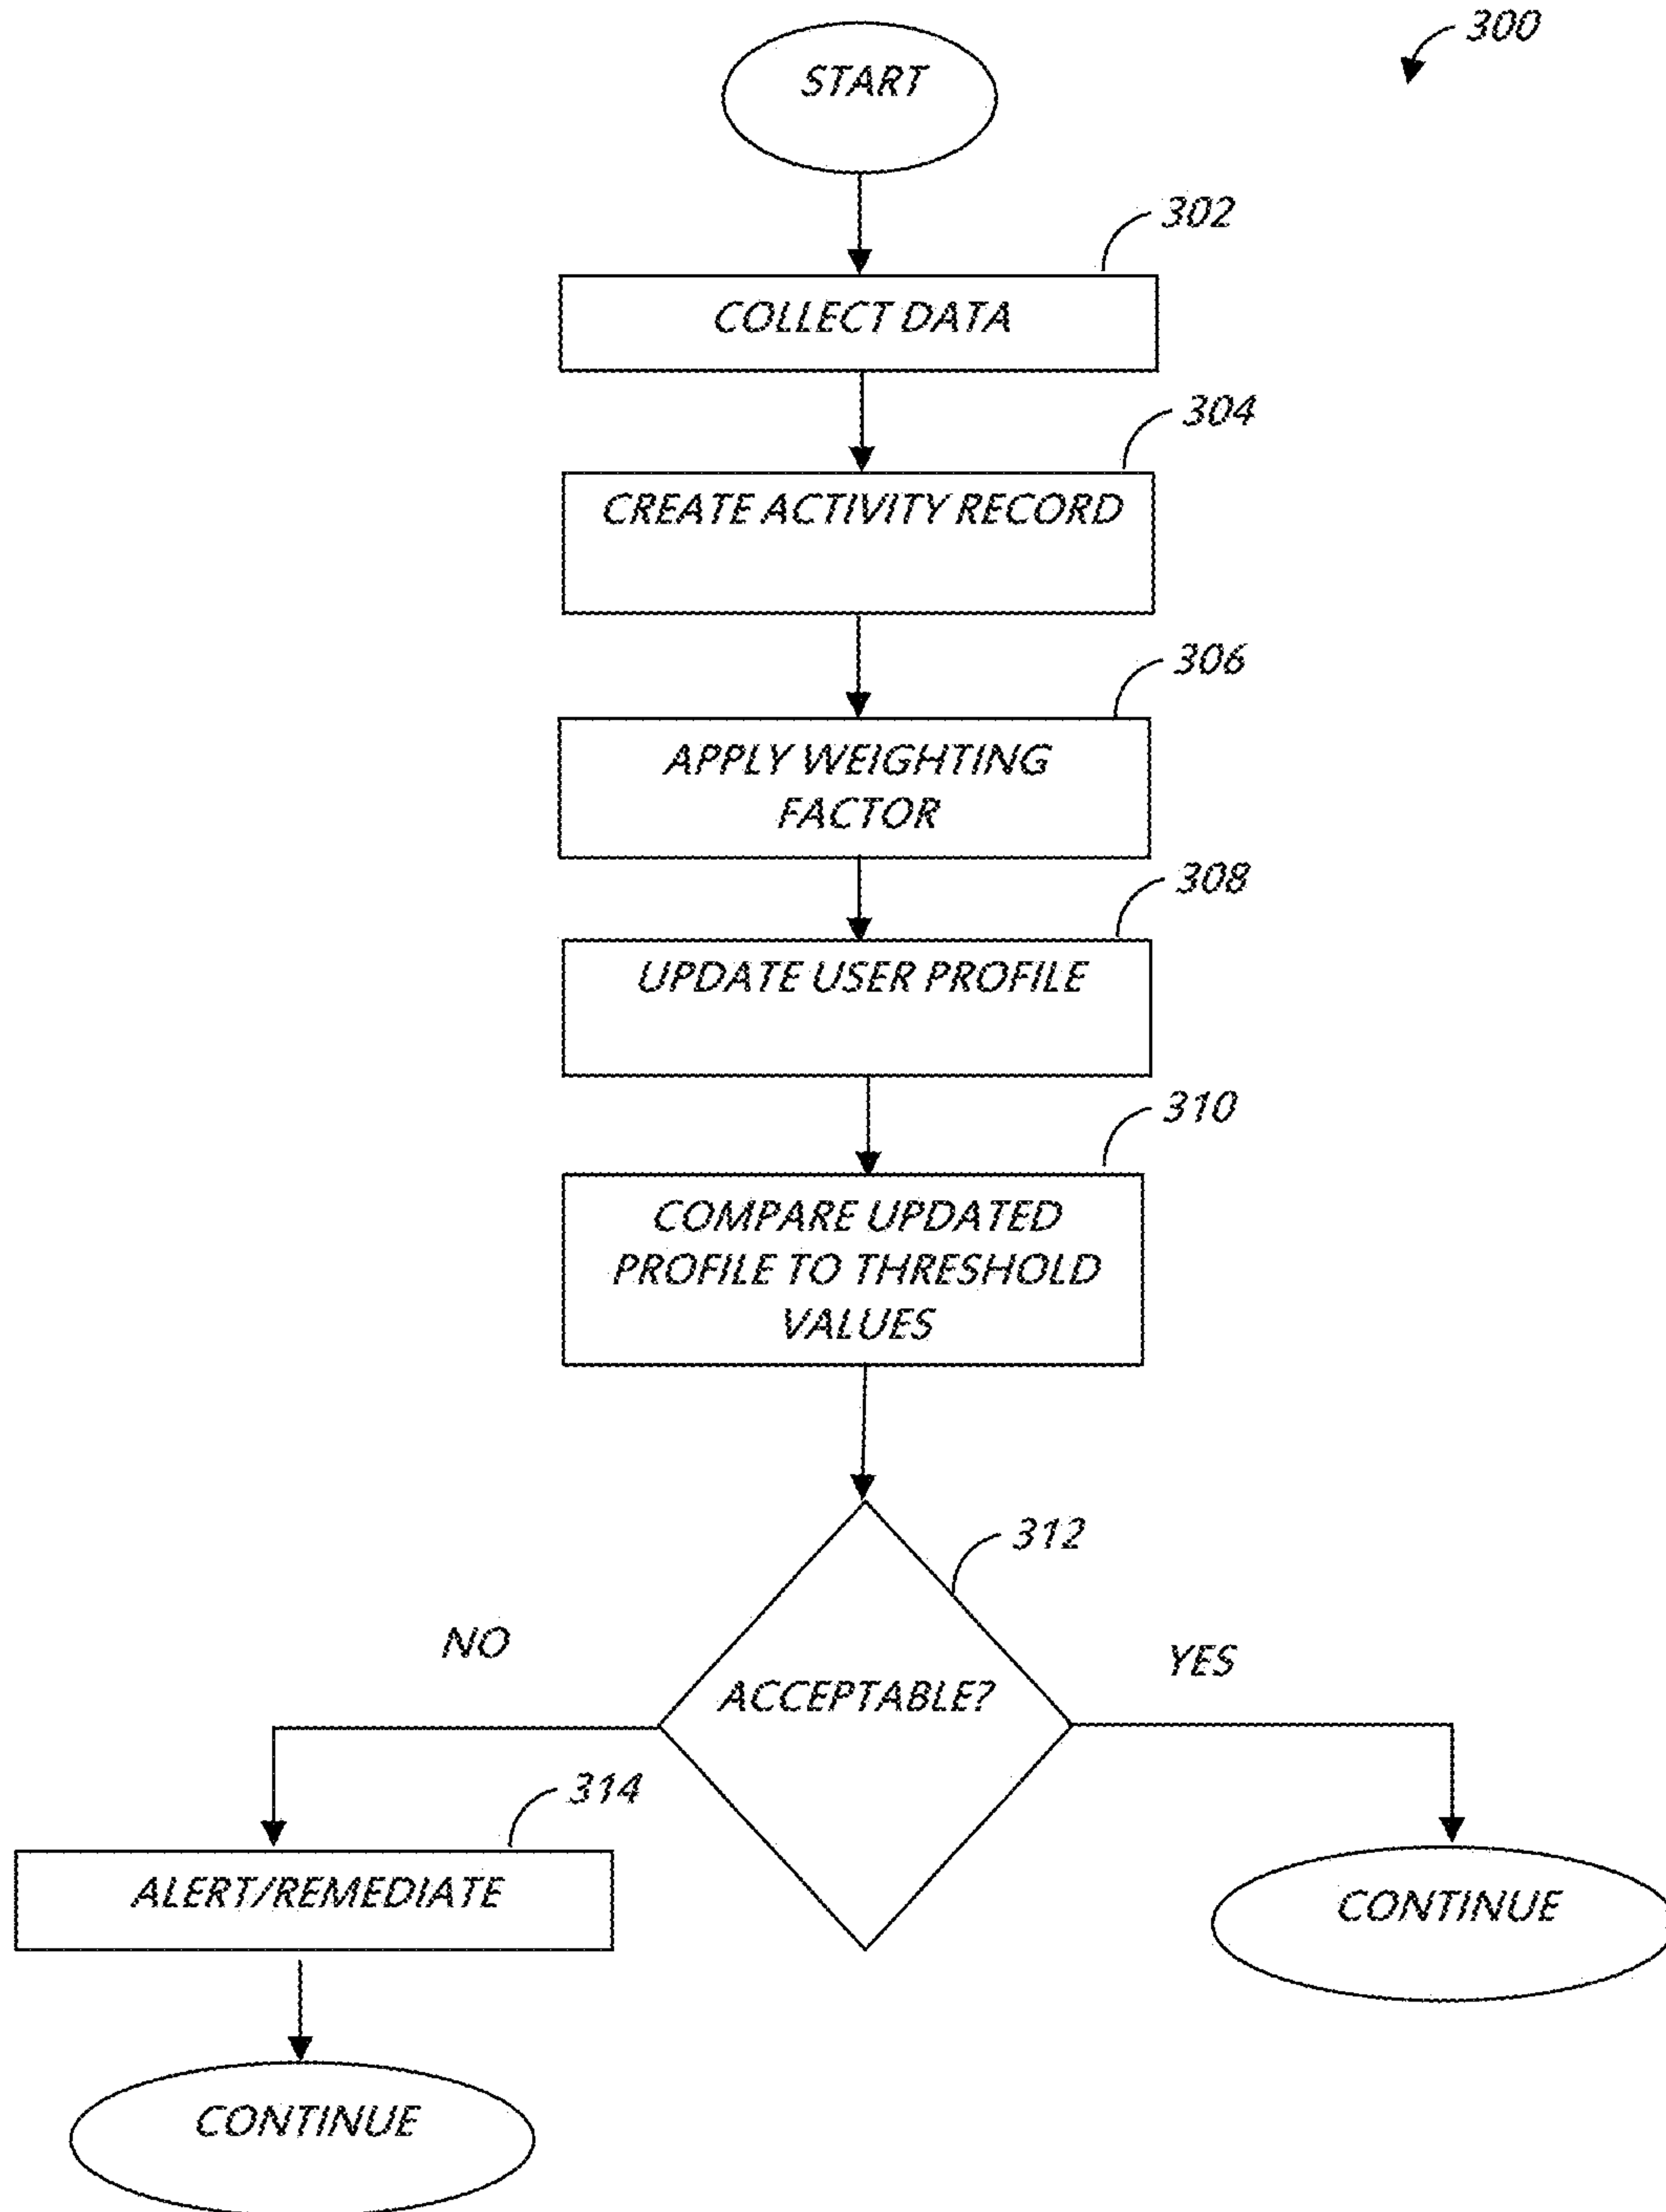 300
START
302
COLLECT DATA
304
CREATE ACTIVITY RECORD
306
APPLY WEIGHTING
FACTOR
308
UPDATE USER PROFILE
310
COMPARE UPDATED
PROFILE TO THRESHOLD
VALUES
312
NO
YES
ACCEPTABLE?
314
ALERT/REMEDIATE
CONTINUE
CONTINUE